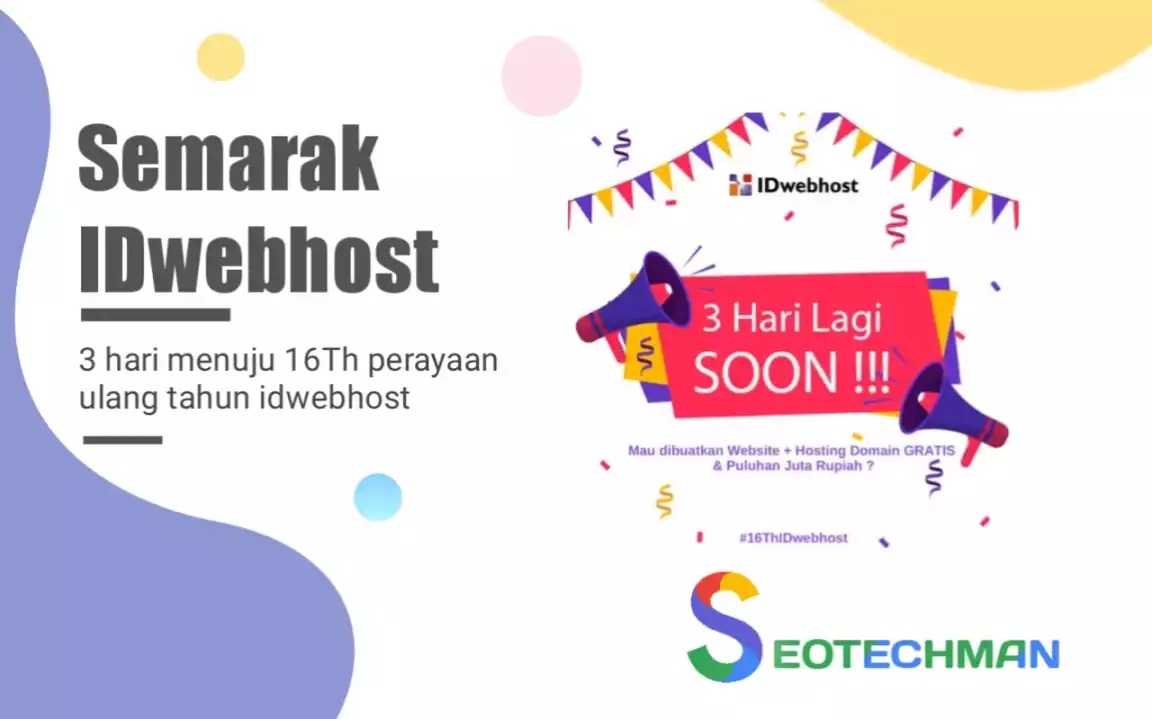 Semarak
IDwebhost
3 hari menuju 16Th perayaan
ulang tahun idwebhost
IDwebhost
3 Hari Lagi
SOON !!!
Mau dibuatkan Website + Hosting Domain GRATIS
& Puluhan Juta Rupiah ?
#16ThIDwebhost
SEOTECHMAN